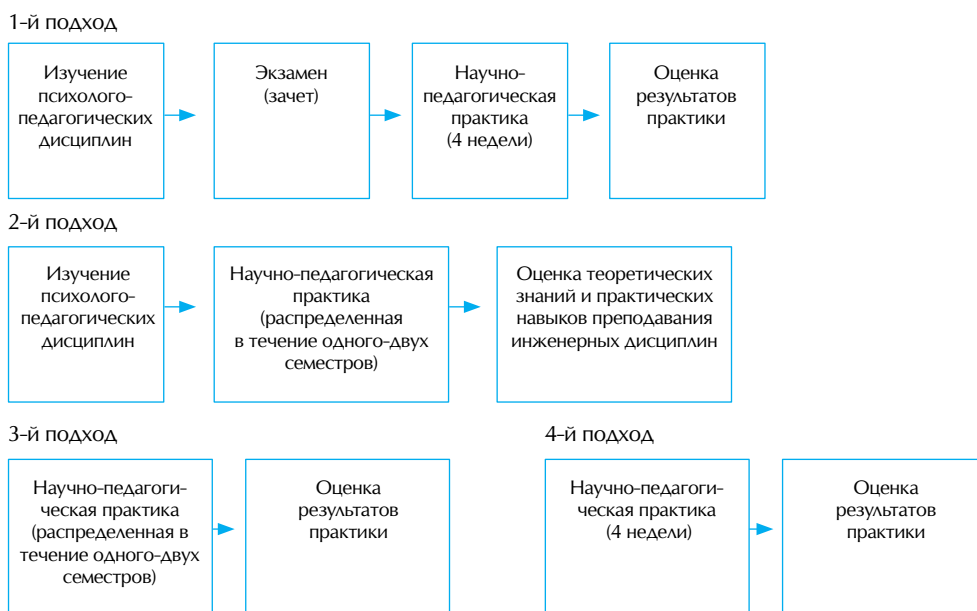 1-й подход
Изучение
психолого-
педагогических
дисциплин
Экзамен
(зачет)
Научно-
педагогическая
практика
(4 недели)
Оценка
результатов
практики
2-й подход
Изучение
психолого-
педагогических
дисциплин
Научно-педагогическая
практика
(распределенная
в течение одного-двух
семестров)
Оценка теоретических
знаний и практических
навыков преподавания
инженерных дисциплин
3-й подход
Научно-педагоги-
ческая практика
(распределенная в
течение одного-двух
семестров)
Оценка
результатов
практики
4-й подход
Научно-педагоги-
ческая практика
(4 недели)
Оценка
результатов
практики